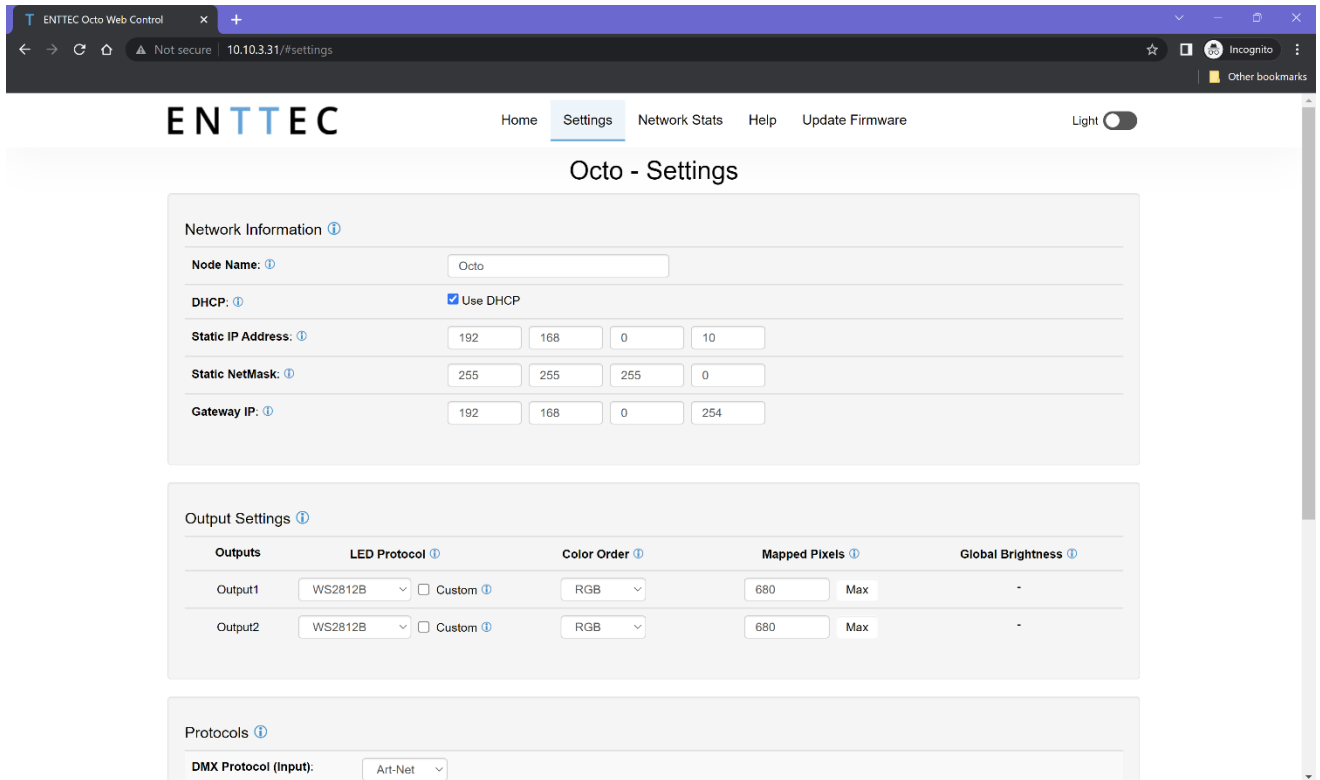 ENTTEC Octo Web Control
Not secure 10.10.3.31/#settings
Incognito
Other bookmarks
ENTTEC
Home Settings Network Stats Help Update Firmware Light
Octo - Settings
Network Information
Node Name: Octo
DHCP: Use DHCP
Static IP Address: 192 168 0 10
Static NetMask: 255 255 255 0
Gateway IP: 192 168 0 254
Output Settings
Outputs LED Protocol Color Order Mapped Pixels Global Brightness
Output1 WS2812B Custom RGB 680 Max -
Output2 WS2812B Custom RGB 680 Max -
Protocols
DMX Protocol (Input): Art-Net